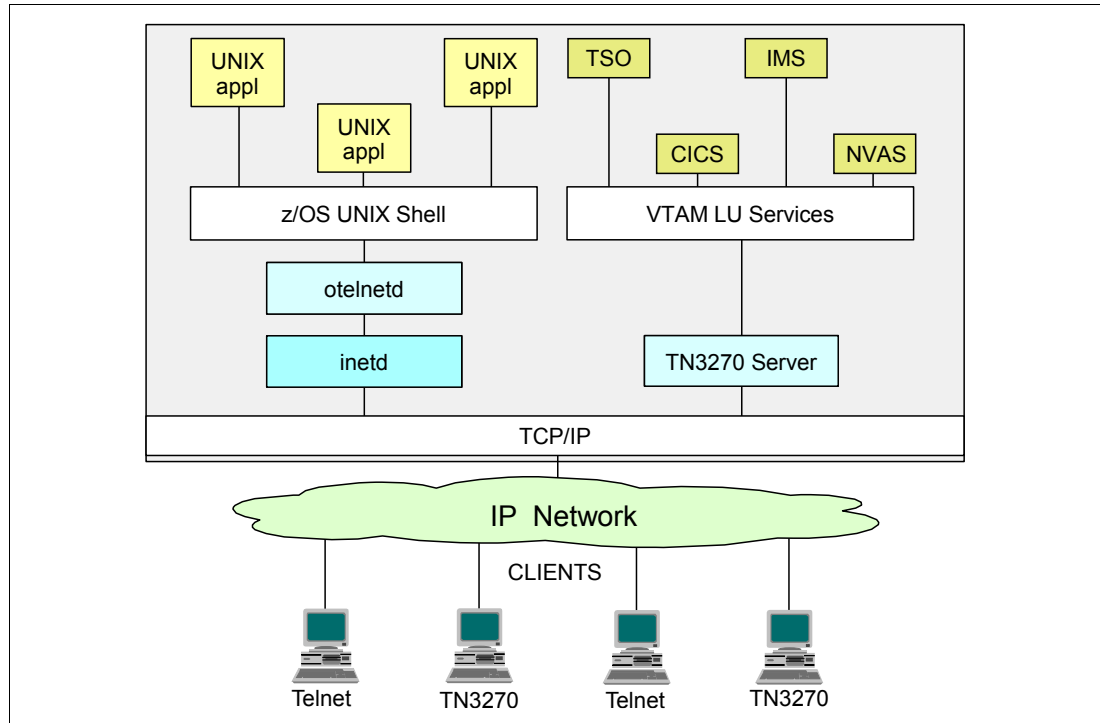 UNIX
appl
UNIX
appl
TSO
IMS
UNIX
appl
CICS
NVAS
z/OS UNIX Shell
VTAM LU Services
otelnetd
inetd
TN3270 Server
TCP/IP
IP Network
CLIENTS
Telnet
TN3270
Telnet
TN3270